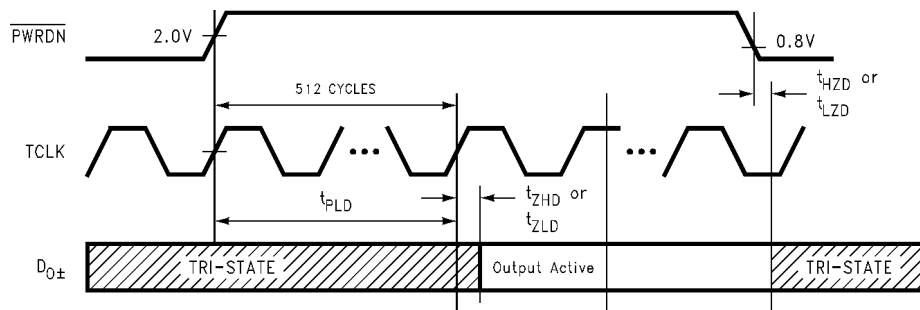 PWRDN
2.0V
0.8V
tHZD or
tLZD
512 CYCLES
TCLK
•••
•••
tPLD
tZHD or
tZLD
DO±
TRI-STATE
Output Active
TRI-STATE